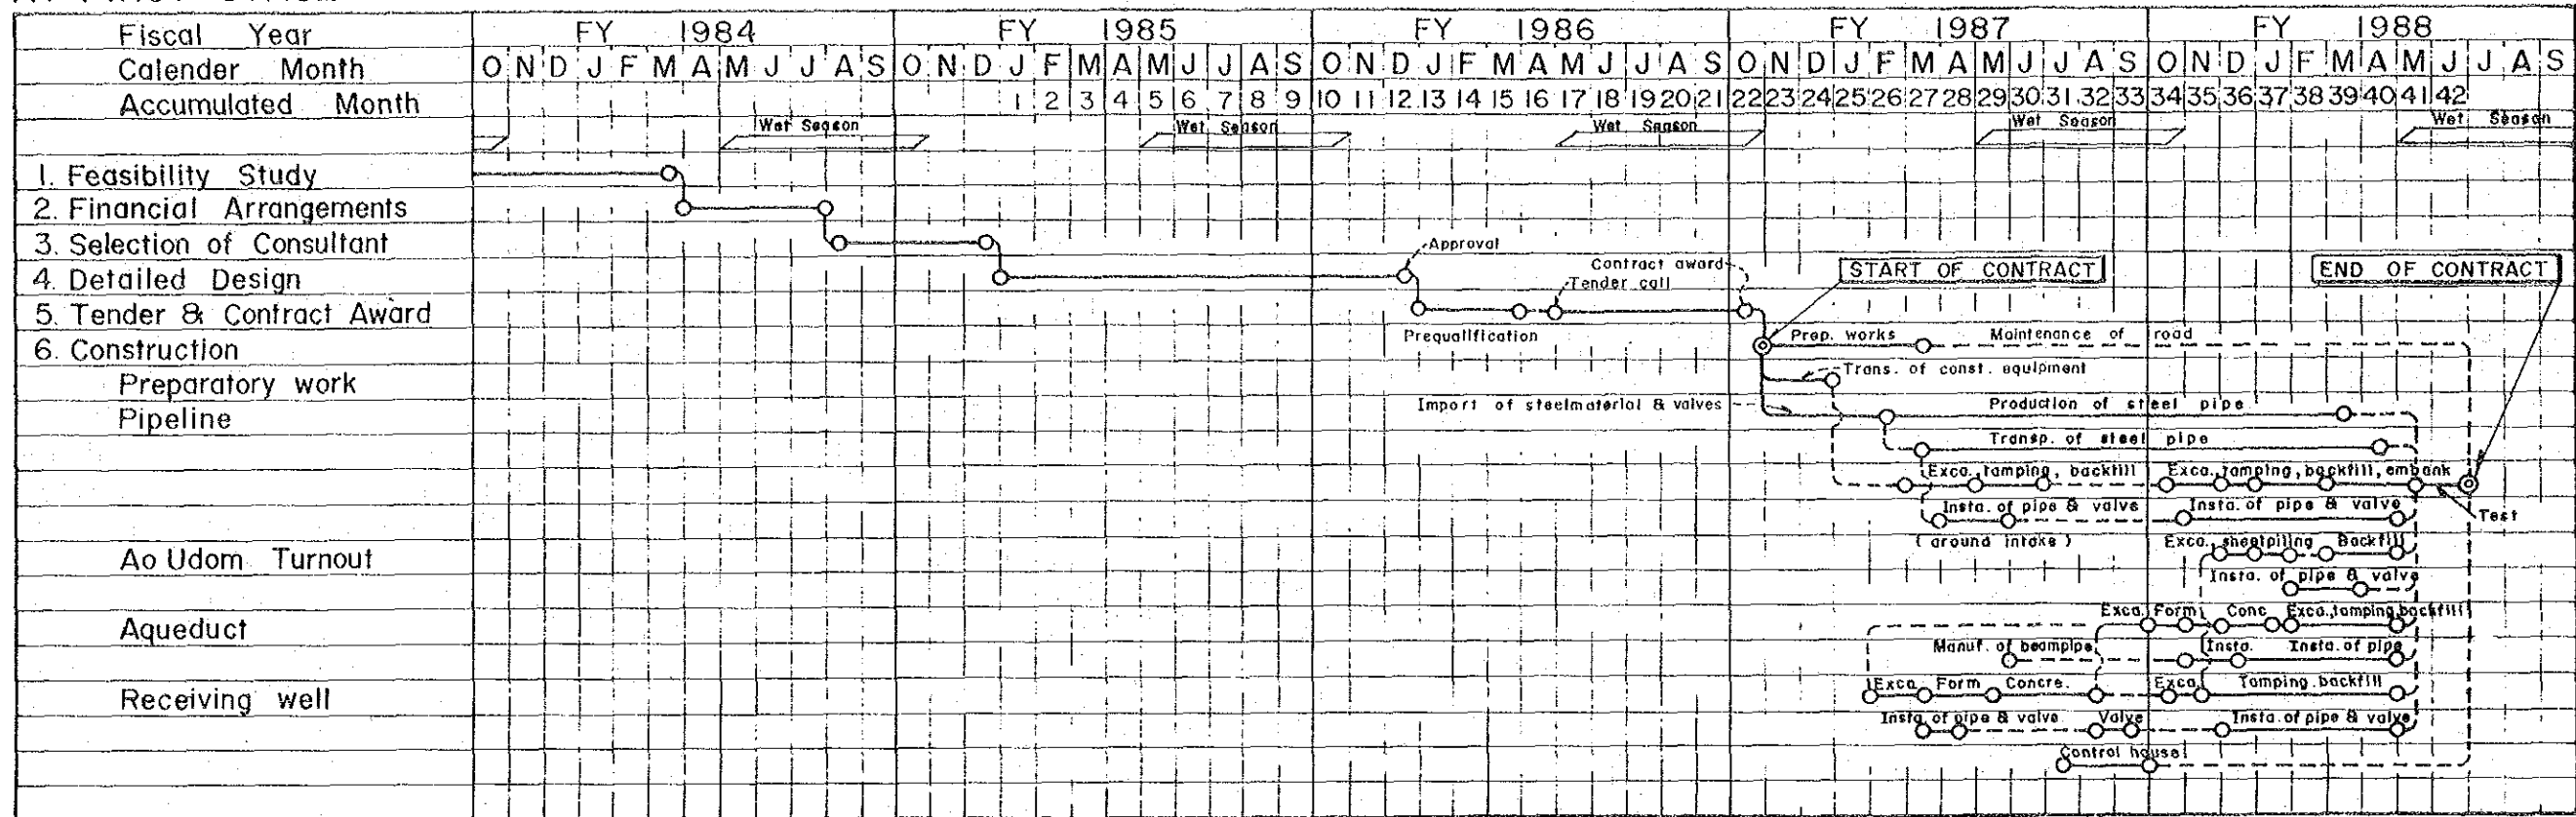 Fiscal Year FY 1984 FY 1985 FY 1986 FY 1987 FY 1988
Calender Month O N D J F M A M J J A S O N D J F M A M J J A S O N D J F M A M J J A S O N D J F M A M J J A S O N D J F M A M J J A S
Accumulated Month 1 2 3 4 5 6 7 8 9 10 11 12 13 14 15 16 17 18 19 20 21 22 23 24 25 26 27 28 29 30 31 32 33 34 35 36 37 38 39 40 41 42
Wet Season Wet Season Wet Season Wet Season Wet Season
1. Feasibility Study
2. Financial Arrangements
3. Selection of Consultant
Approval
4. Detailed Design
Contract award
START OF CONTRACT
END OF CONTRACT
Tender call
5. Tender & Contract Award
Prequalification
6. Construction
Prep. works Maintenance of road
Preparatory work
Trans. of const. equipment
Pipeline
Import of steelmaterial & valves
Production of steel pipe
Transp. of steel pipe
Exca., tamping, backfill Exca., tamping, backfill, embank
Insta. of pipe & valve Insta. of pipe & valve
Test
Ao Udom Turnout
(around intake) Exca., sheetpiling Backfill
Insta. of pipe & valve
Aqueduct
Exca. Form Conc Exca., tamping backfill
Manuf. of beampipe Insta. Insta. of pipe
Receiving well
Exca Form Concre. Exca. Tamping. backfill
Insta. of pipe & valve Valve Insta. of pipe & valve
Control house